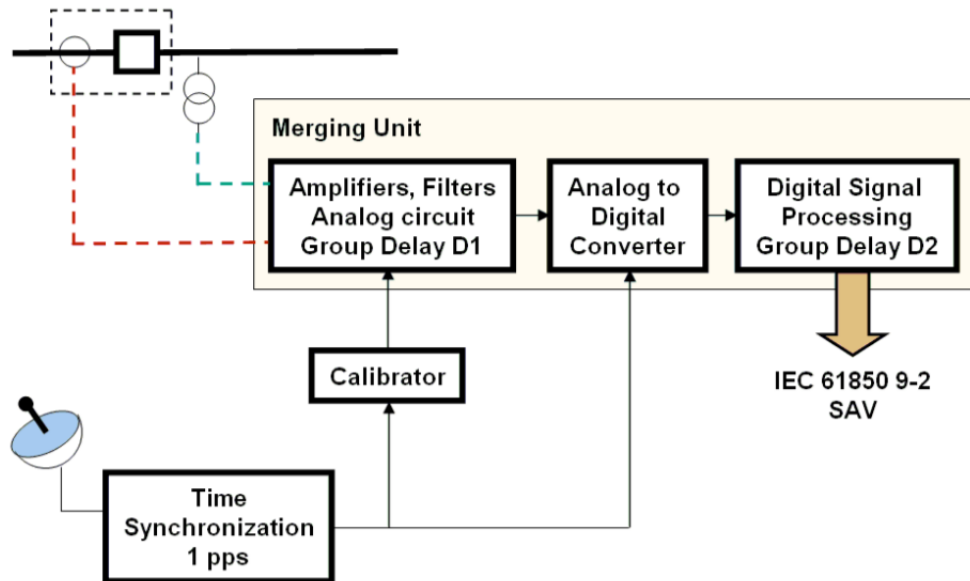 Merging Unit
Amplifiers, Filters
Analog circuit
Group Delay D1
Analog to
Digital
Converter
Digital Signal
Processing
Group Delay D2
Calibrator
IEC 61850 9-2
SAV
Time
Synchronization
1 pps